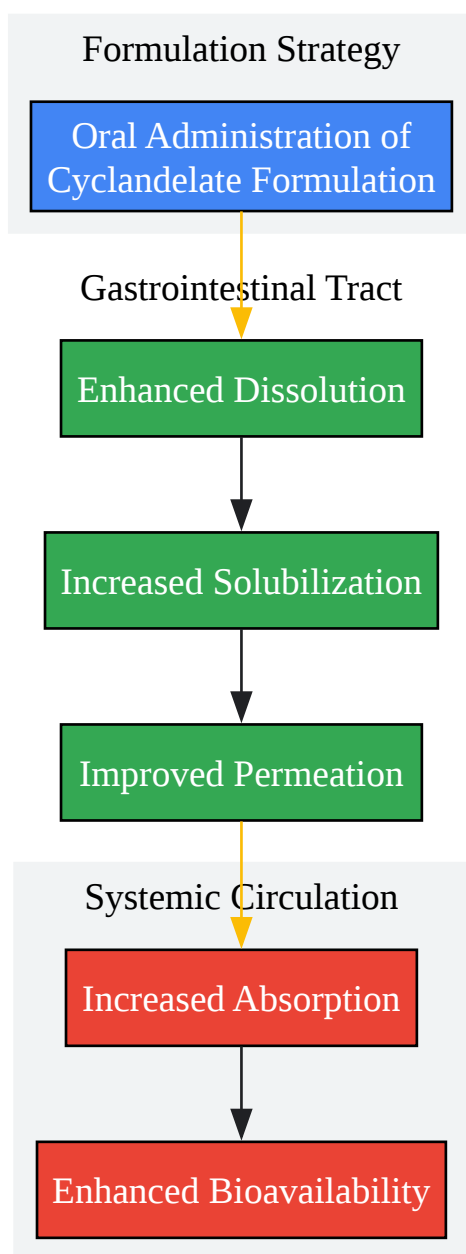 Formulation Strategy
Oral Administration of
Cyclandelate Formulation
Gastrointestinal Tract
Enhanced Dissolution
Increased Solubilization
Improved Permeation
Systemic Circulation
Increased Absorption
Enhanced Bioavailability